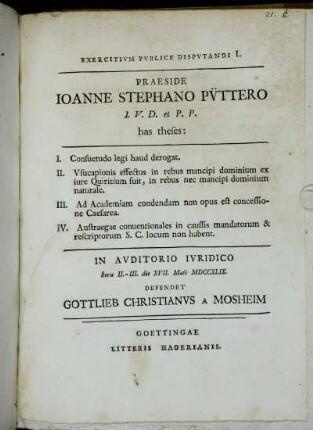 21. 6
EXERCITIVM PVBLICE DISPVTANDI I.
PRAESIDE
IOANNE STEPHANO PÜTTERO
I. V. D. et P. P.
has theses:
I. Consuetudo legi haud derogat.
II. Vsucapionis effectus in rebus mancipi dominium ex
iure Quiritium fuit, in rebus nec mancipi dominium
naturale.
III. Ad Academiam condendam non opus est concessio-
ne Caesarea.
IV. Austraegae conuentionales in caussis mandatorum &
rescriptorum S. C. locum non habent.
IN AVDITORIO IVRIDICO
hora II.-III. die XVII. Maii MDCCXLIX.
DEFENDET
GOTTLIEB CHRISTIANVS A MOSHEIM
GOETTINGAE
LITTERIS HAGERIANIS.